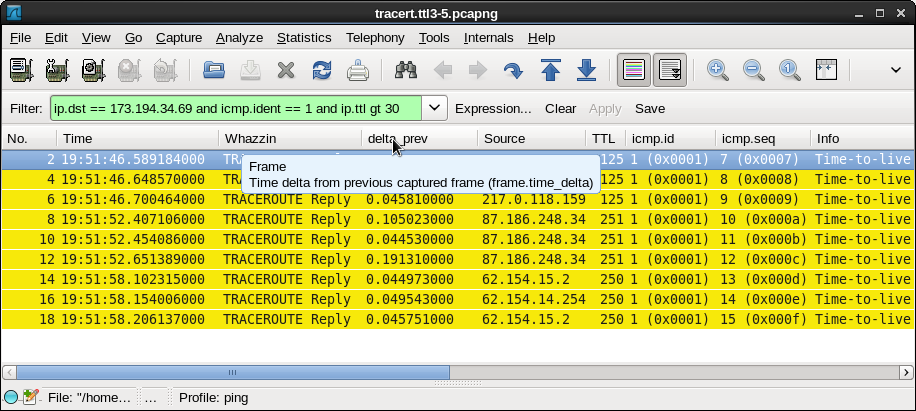 tracert.ttl3-5.pcapng
File Edit View Go Capture Analyze Statistics Telephony Tools Internals Help
Filter: ip.dst == 173.194.34.69 and icmp.ident == 1 and ip.ttl gt 30 Expression... Clear Apply Save
No. Time Whazzin delta_prev Source TTL icmp.id icmp.seq Info
2 19:51:46.589184000 TR 125 1 (0x0001) 7 (0x0007) Time-to-live
Frame
4 19:51:46.648570000 TR 125 1 (0x0001) 8 (0x0008) Time-to-live
Time delta from previous captured frame (frame.time_delta)
6 19:51:46.700464000 TRACEROUTE Reply 0.045810000 217.0.118.159 125 1 (0x0001) 9 (0x0009) Time-to-live
8 19:51:52.407106000 TRACEROUTE Reply 0.105023000 87.186.248.34 251 1 (0x0001) 10 (0x000a) Time-to-live
10 19:51:52.454086000 TRACEROUTE Reply 0.044530000 87.186.248.34 251 1 (0x0001) 11 (0x000b) Time-to-live
12 19:51:52.651389000 TRACEROUTE Reply 0.191310000 87.186.248.34 251 1 (0x0001) 12 (0x000c) Time-to-live
14 19:51:58.102315000 TRACEROUTE Reply 0.044973000 62.154.15.2 250 1 (0x0001) 13 (0x000d) Time-to-live
16 19:51:58.154006000 TRACEROUTE Reply 0.049543000 62.154.14.254 250 1 (0x0001) 14 (0x000e) Time-to-live
18 19:51:58.206137000 TRACEROUTE Reply 0.045751000 62.154.15.2 250 1 (0x0001) 15 (0x000f) Time-to-live
File: "/home... ... Profile: ping